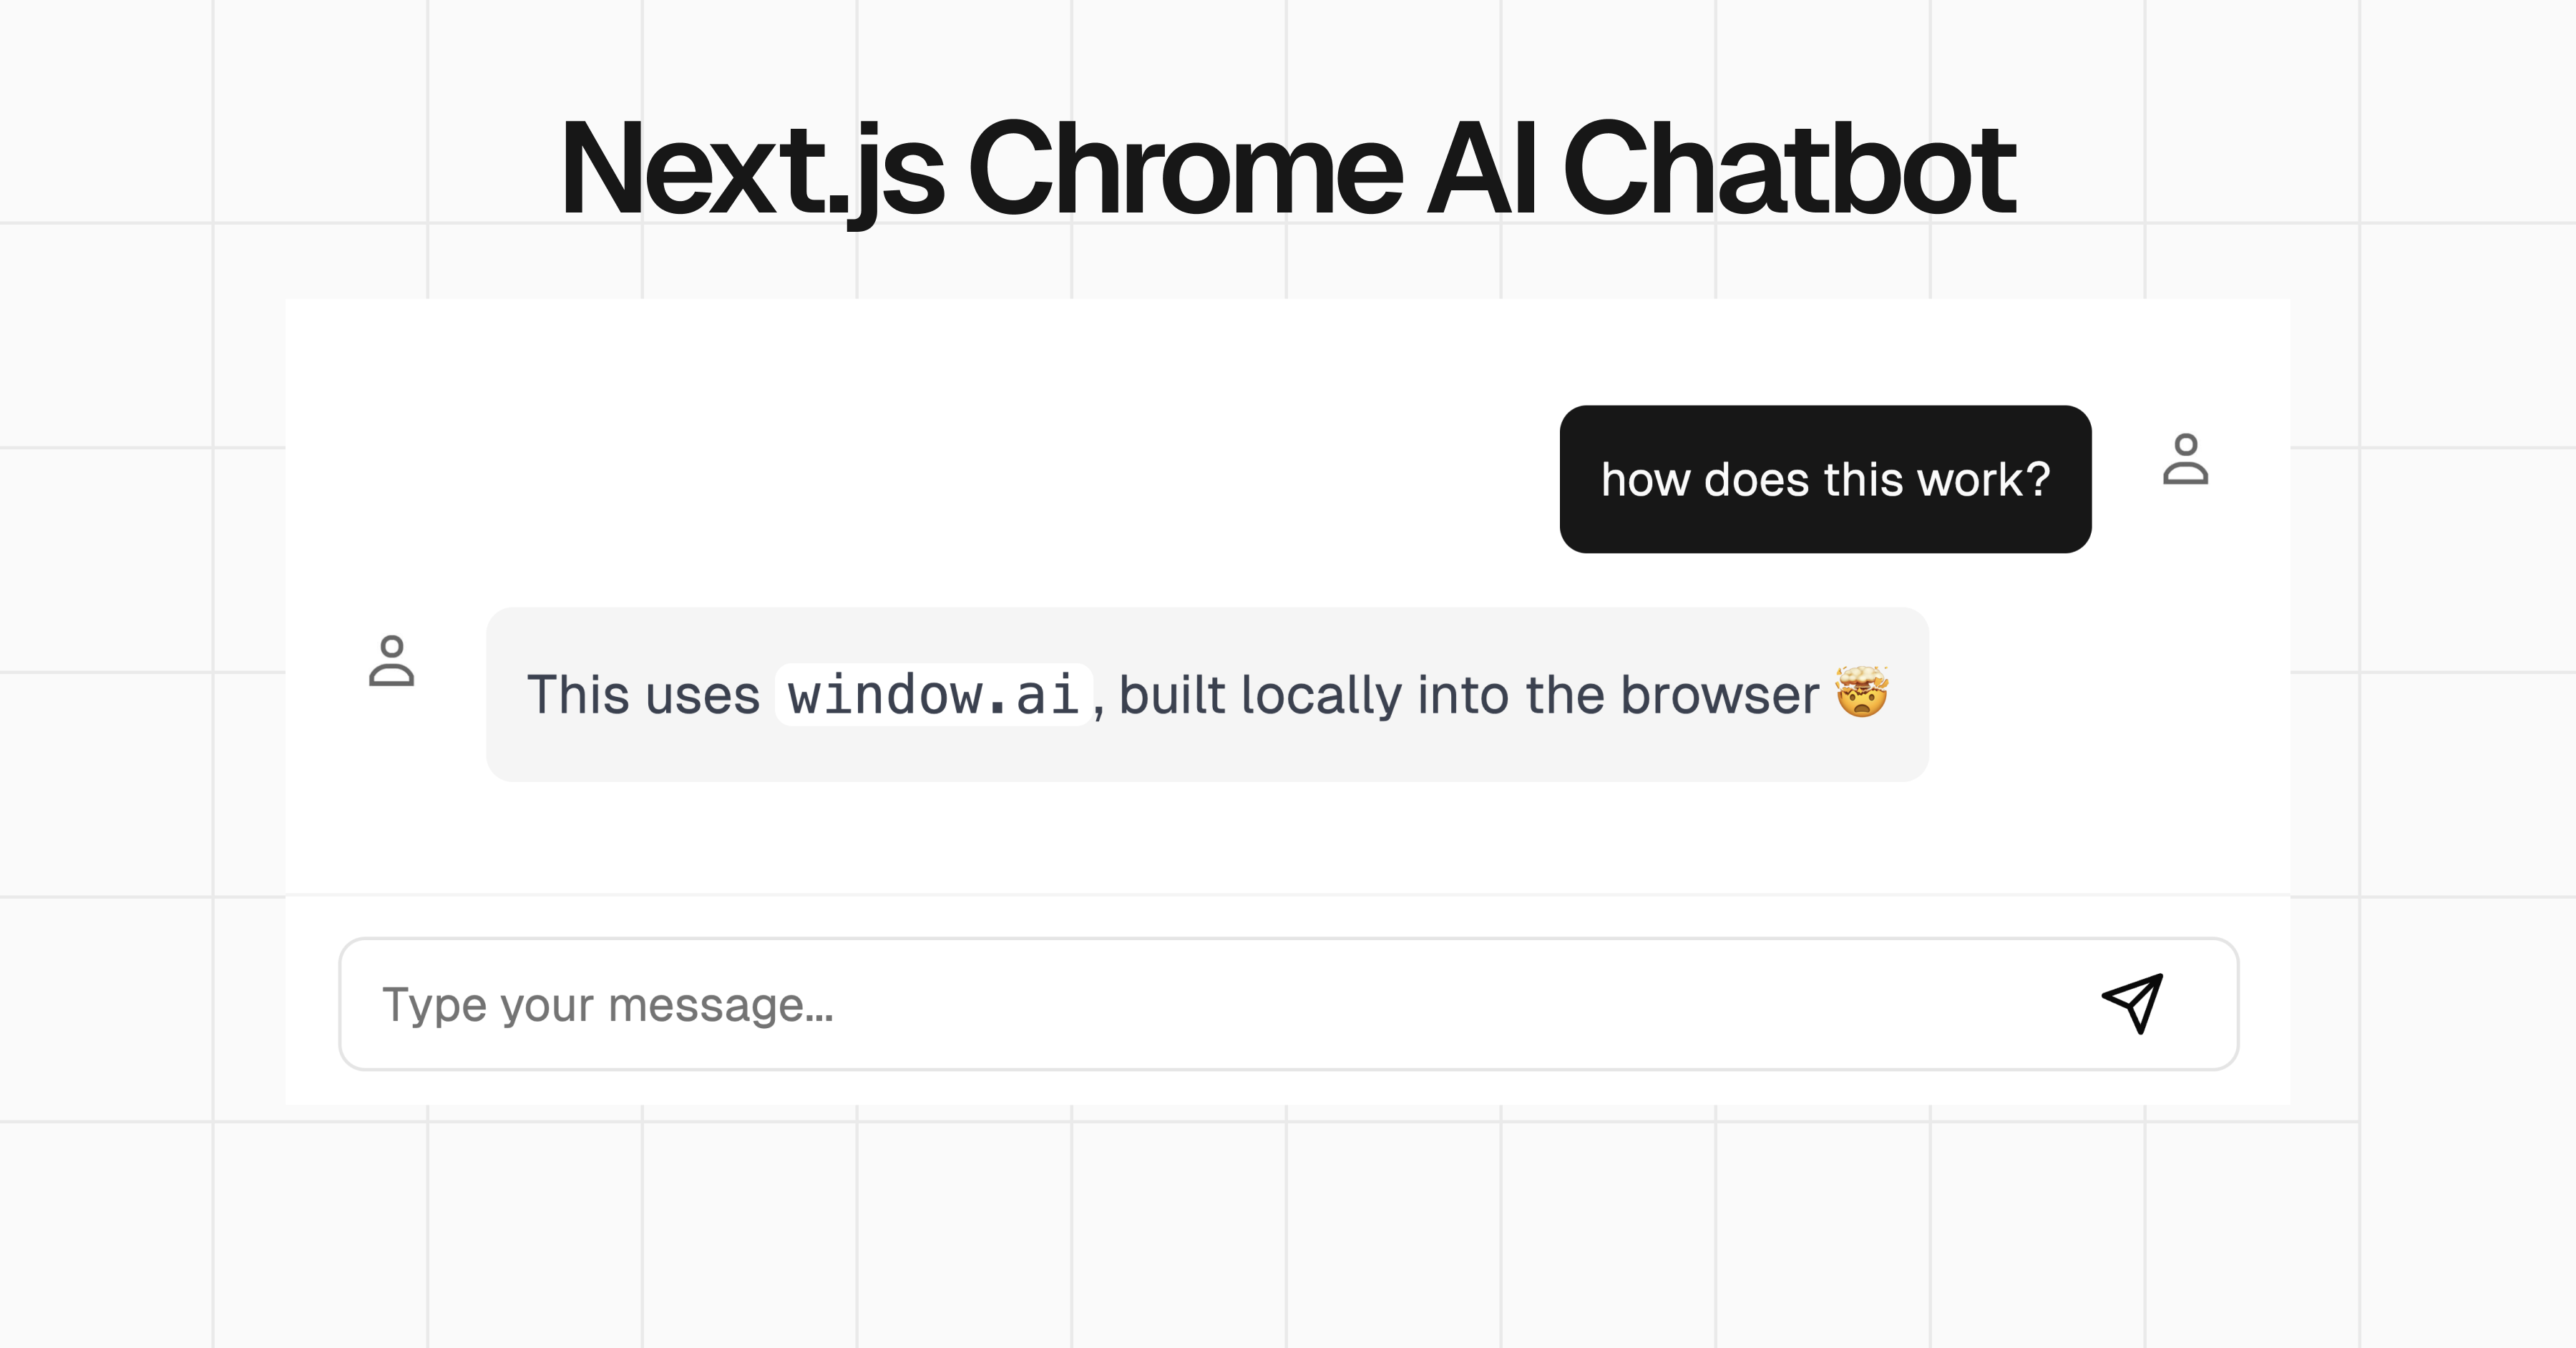 Next.js Chrome AI Chatbot
how does this work?
This uses window.ai, built locally into the browser 🤯
Type your message...